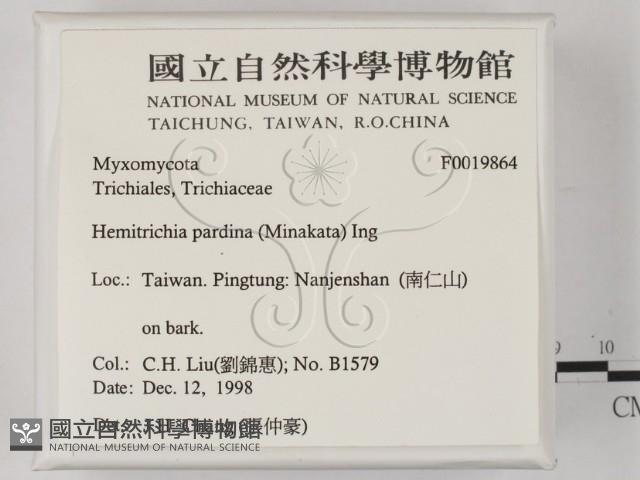 國立自然科學博物館
NATIONAL MUSEUM OF NATURAL SCIENCE
TAICHUNG, TAIWAN, R.O.CHINA
Myxomycota F0019864
Trichiales, Trichiaceae
Hemitrichia pardina (Minakata) Ing
Loc.: Taiwan. Pingtung: Nanjenshan (南仁山)
on bark.
Col.: C.H. Liu(劉錦惠); No. B1579
Date: Dec. 12, 1998
仲豪)
國立自然科學博物館
NATIONAL MUSEUM OF NATURAL SCIENCE
9 10